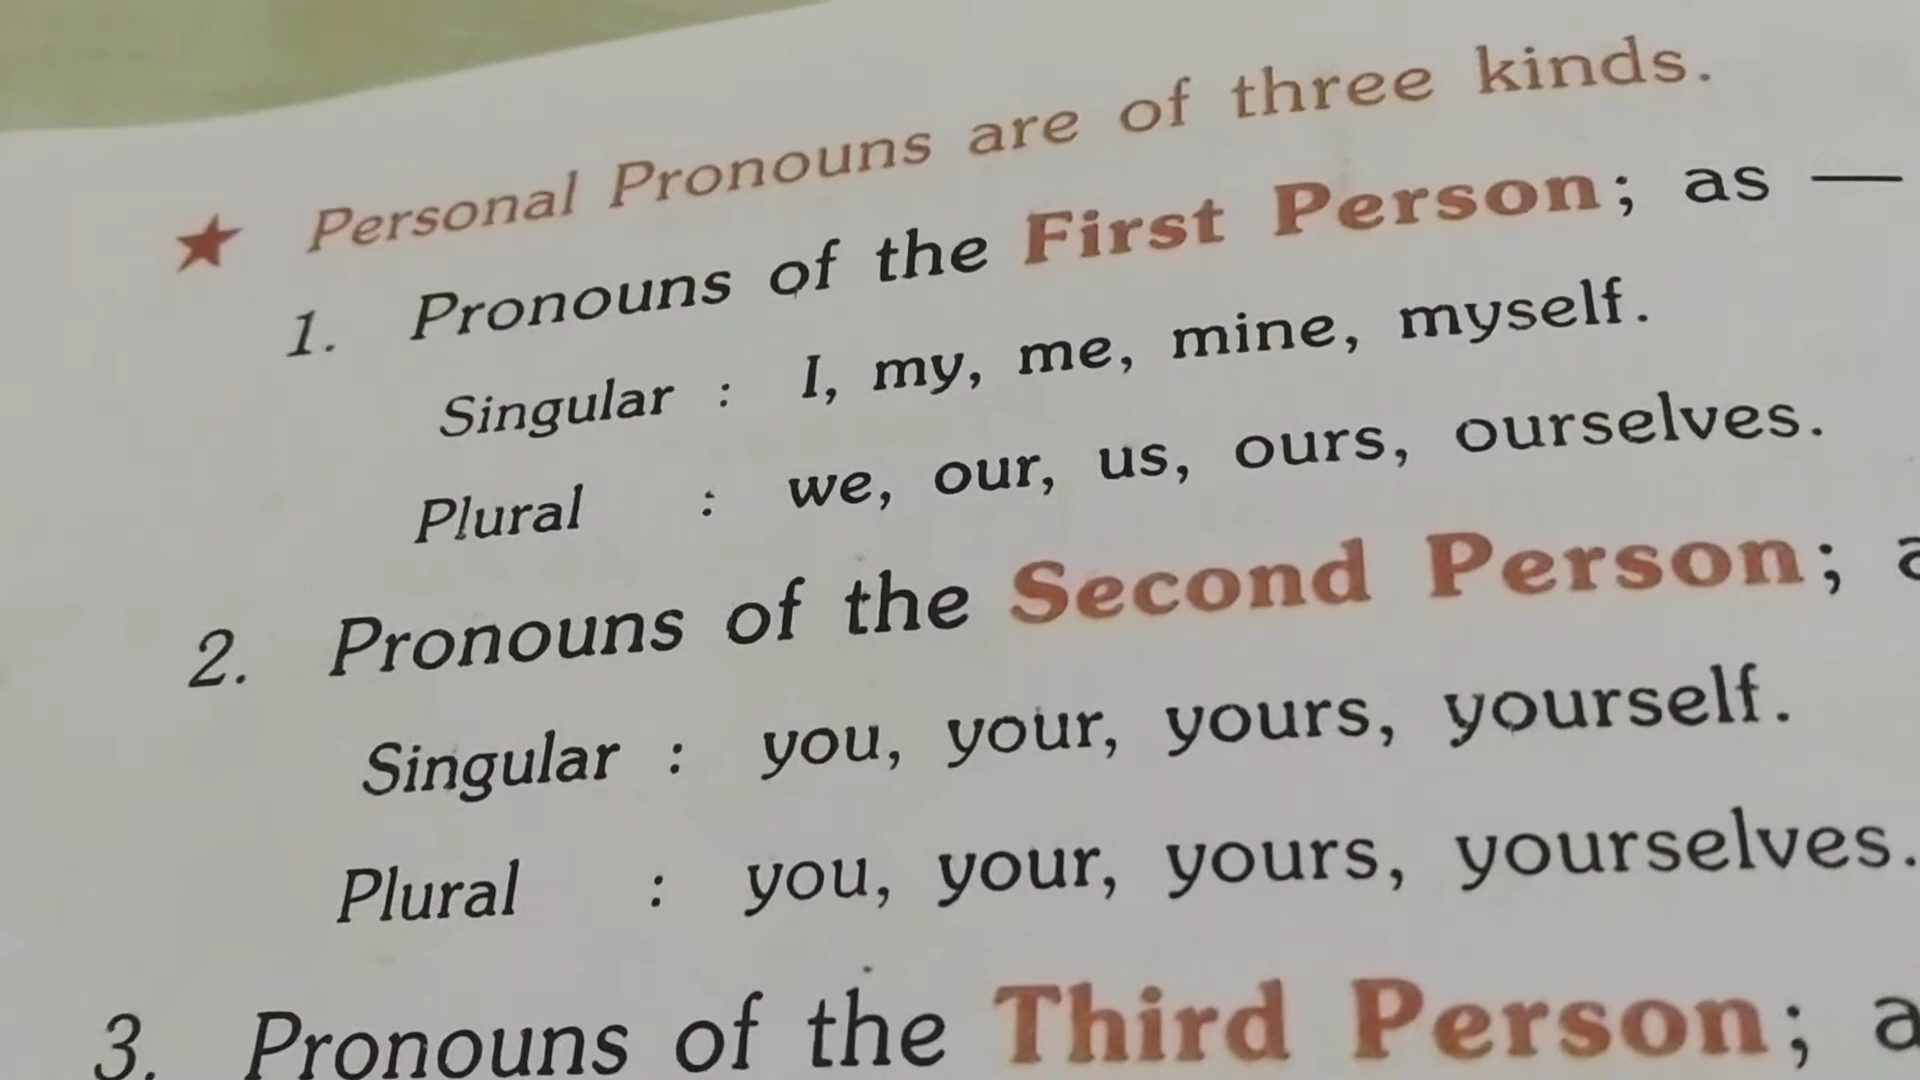 ★ Personal Pronouns are of three kinds.
1. Pronouns of the First Person; as —
Singular : I, my, me, mine, myself.
Plural : we, our, us, ours, ourselves.
2. Pronouns of the Second Person;
Singular : you, your, yours, yourself.
Plural : you, your, yours, yourselves.
3. Pronouns of the Third Person;